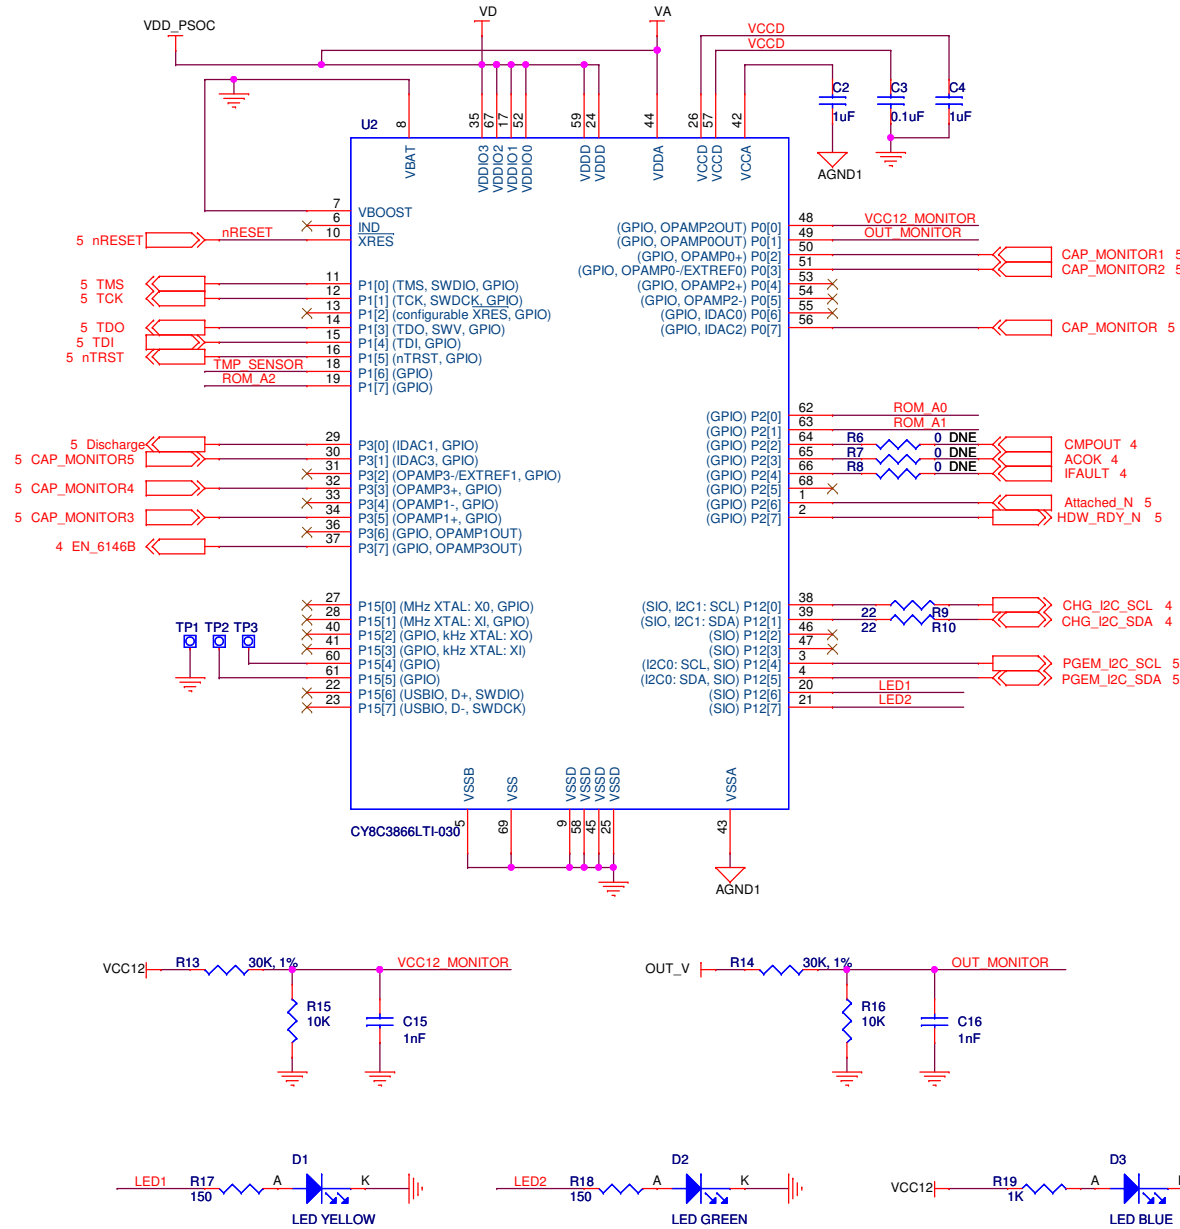 VDD_PSOC
VD
VA
VCCD
VCCD
C2
1uF
C3
0.1uF
C4
1uF
AGND1
U2
8
35
67
17
52
59
24
44
26
57
42
VBAT
VDDIO3
VDDIO2
VDDIO1
VDDIO0
VDDD
VDDD
VDDA
VCCD
VCCD
VCCA
7 VBOOST
6 IND
5 nRESET nRESET 10 XRES
5 TMS 11 P1[0] (TMS, SWDIO, GPIO)
5 TCK 12 P1[1] (TCK, SWDCK, GPIO)
13 P1[2] (configurable XRES, GPIO)
5 TDO 14 P1[3] (TDO, SWV, GPIO)
5 TDI 15 P1[4] (TDI, GPIO)
5 nTRST 16 P1[5] (nTRST, GPIO)
TMP_SENSOR 18 P1[6] (GPIO)
ROM_A2 19 P1[7] (GPIO)
5 Discharge 29 P3[0] (IDAC1, GPIO)
5 CAP_MONITOR5 30 P3[1] (IDAC3, GPIO)
31 P3[2] (OPAMP3-/EXTREF1, GPIO)
5 CAP_MONITOR4 32 P3[3] (OPAMP3+, GPIO)
33 P3[4] (OPAMP1-, GPIO)
5 CAP_MONITOR3 34 P3[5] (OPAMP1+, GPIO)
36 P3[6] (GPIO, OPAMP1OUT)
4 EN_6146B 37 P3[7] (GPIO, OPAMP3OUT)
27 P15[0] (MHz XTAL: X0, GPIO)
28 P15[1] (MHz XTAL: XI, GPIO)
40 P15[2] (GPIO, kHz XTAL: XO)
41 P15[3] (GPIO, kHz XTAL: XI)
60 P15[4] (GPIO)
61 P15[5] (GPIO)
22 P15[6] (USBIO, D+, SWDIO)
23 P15[7] (USBIO, D-, SWDCK)
TP1 TP2 TP3
(GPIO, OPAMP2OUT) P0[0] 48 VCC12_MONITOR
(GPIO, OPAMP0OUT) P0[1] 49 OUT_MONITOR
(GPIO, OPAMP0+) P0[2] 50 CAP_MONITOR1 5
(GPIO, OPAMP0-/EXTREF0) P0[3] 51 CAP_MONITOR2 5
(GPIO, OPAMP2+) P0[4] 53
(GPIO, OPAMP2-) P0[5] 54
(GPIO, IDAC0) P0[6] 55
(GPIO, IDAC2) P0[7] 56 CAP_MONITOR 5
(GPIO) P2[0] 62 ROM_A0
(GPIO) P2[1] 63 ROM_A1
(GPIO) P2[2] 64 R6 0 DNE CMPOUT 4
(GPIO) P2[3] 65 R7 0 DNE ACOK 4
(GPIO) P2[4] 66 R8 0 DNE IFAULT 4
(GPIO) P2[5] 68
(GPIO) P2[6] 1 Attached_N 5
(GPIO) P2[7] 2 HDW_RDY_N 5
(SIO, I2C1: SCL) P12[0] 38 22 R9 CHG_I2C_SCL 4
(SIO, I2C1: SDA) P12[1] 39 22 R10 CHG_I2C_SDA 4
(SIO) P12[2] 46
(SIO) P12[3] 47
(I2C0: SCL, SIO) P12[4] 3 PGEM_I2C_SCL 5
(I2C0: SDA, SIO) P12[5] 4 PGEM_I2C_SDA 5
(SIO) P12[6] 20 LED1
(SIO) P12[7] 21 LED2
VSSB
VSS
VSSD
VSSD
VSSD
VSSD
VSSA
CY8C3866LTI-030
5
69
9
58
45
25
43
AGND1
VCC12 R13 30K, 1% VCC12_MONITOR
R15
10K
C15
1nF
OUT_V R14 30K, 1% OUT_MONITOR
R16
10K
C16
1nF
D1
LED1 R17 A K
150
LED YELLOW
D2
LED2 R18 A K
150
LED GREEN
D3
VCC12 R19 A
1K
LED BLUE